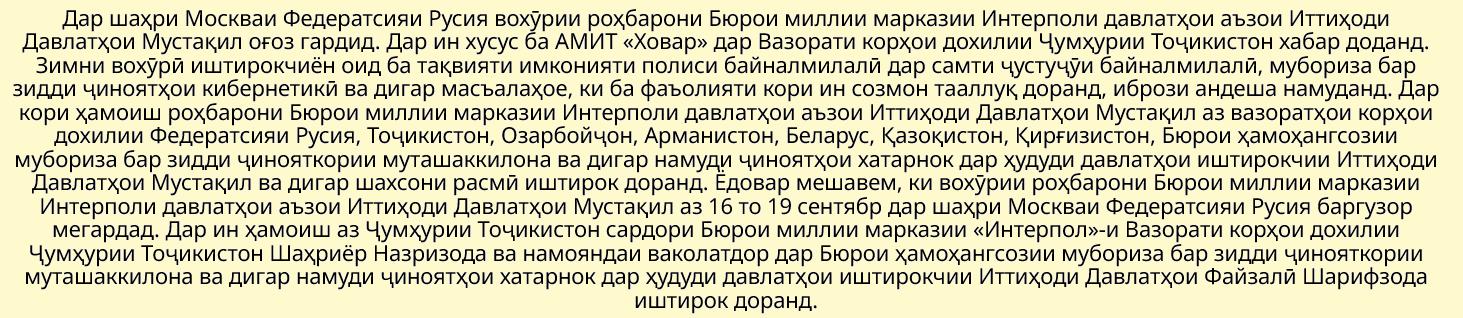 Дар шаҳри Москваи Федератсияи Русия вохӯрии роҳбарони Бюрои миллии марказии Интерполи давлатҳои аъзои Иттиҳоди
Давлатҳои Мустақил оғоз гардид. Дар ин хусус ба АМИТ «Ховар» дар Вазорати корҳои дохилии Ҷумҳурии Тоҷикистон хабар доданд.
Зимни вохӯрӣ иштирокчиён оид ба тақвияти имконияти полиси байналмилалӣ дар самти ҷустуҷӯи байналмилалӣ, мубориза бар
зидди ҷиноятҳои кибернетикӣ ва дигар масъалаҳое, ки ба фаъолияти кори ин созмон тааллуқ доранд, ибрози андеша намуданд. Дар
кори ҳамоиш роҳбарони Бюрои миллии марказии Интерполи давлатҳои аъзои Иттиҳоди Давлатҳои Мустақил аз вазоратҳои корҳои
дохилии Федератсияи Русия, Тоҷикистон, Озарбойҷон, Арманистон, Беларус, Қазоқистон, Қирғизистон, Бюрои ҳамоҳангсозии
мубориза бар зидди ҷинояткории муташаккилона ва дигар намуди ҷиноятҳои хатарнок дар ҳудуди давлатҳои иштирокчии Иттиҳоди
Давлатҳои Мустақил ва дигар шахсони расмӣ иштирок доранд. Ёдовар мешавем, ки вохӯрии роҳбарони Бюрои миллии марказии
Интерполи давлатҳои аъзои Иттиҳоди Давлатҳои Мустақил аз 16 то 19 сентябр дар шаҳри Москваи Федератсияи Русия баргузор
мегардад. Дар ин ҳамоиш аз Ҷумҳурии Тоҷикистон сардори Бюрои миллии марказии «Интерпол»-и Вазорати корҳои дохилии
Ҷумҳурии Тоҷикистон Шаҳриёр Назризода ва намояндаи ваколатдор дар Бюрои ҳамоҳангсозии мубориза бар зидди ҷинояткории
муташаккилона ва дигар намуди ҷиноятҳои хатарнок дар ҳудуди давлатҳои иштирокчии Иттиҳоди Давлатҳои Файзалӣ Шарифзода
иштирок доранд.